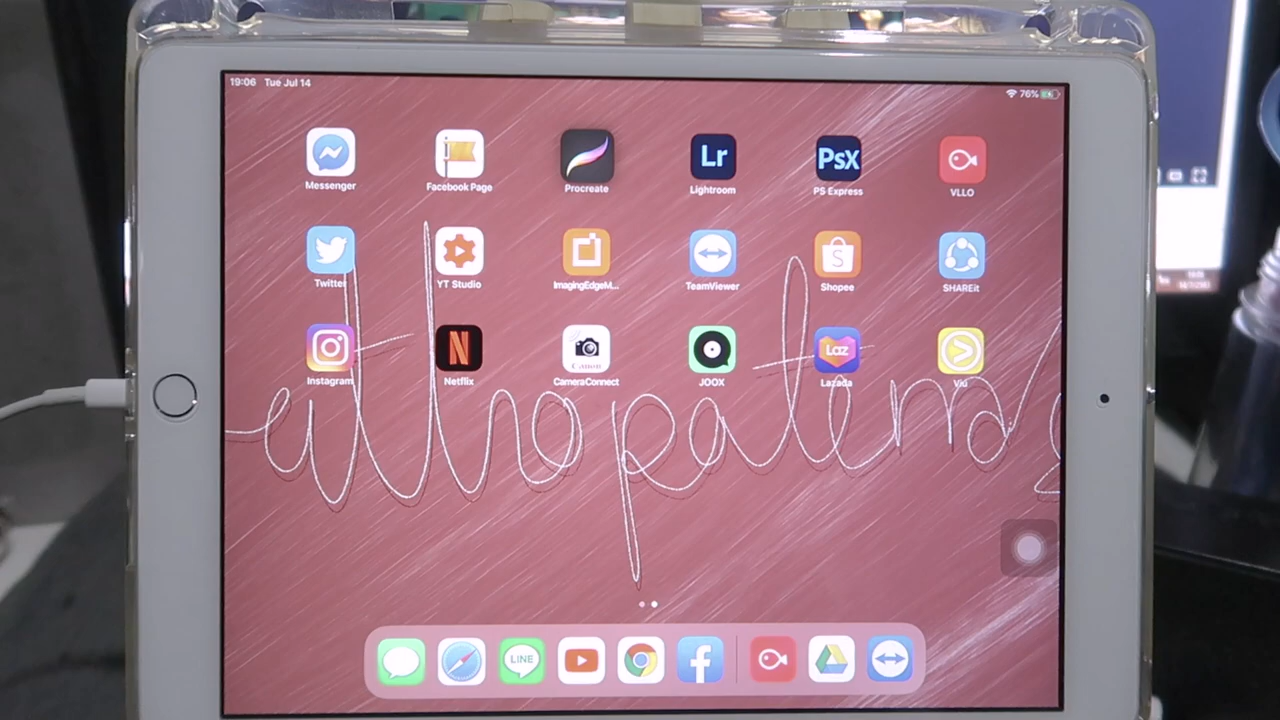 19:06 Tue Jul 14 76%
Lr PsX
Messenger Facebook Page Procreate Lightroom PS Express VLLO
S
Twitter YT Studio ImagingEdgeM... TeamViewer Shopee SHAREit
N Canon Laz
Instagram Netflix CameraConnect JOOX Lazada Viu
LINE